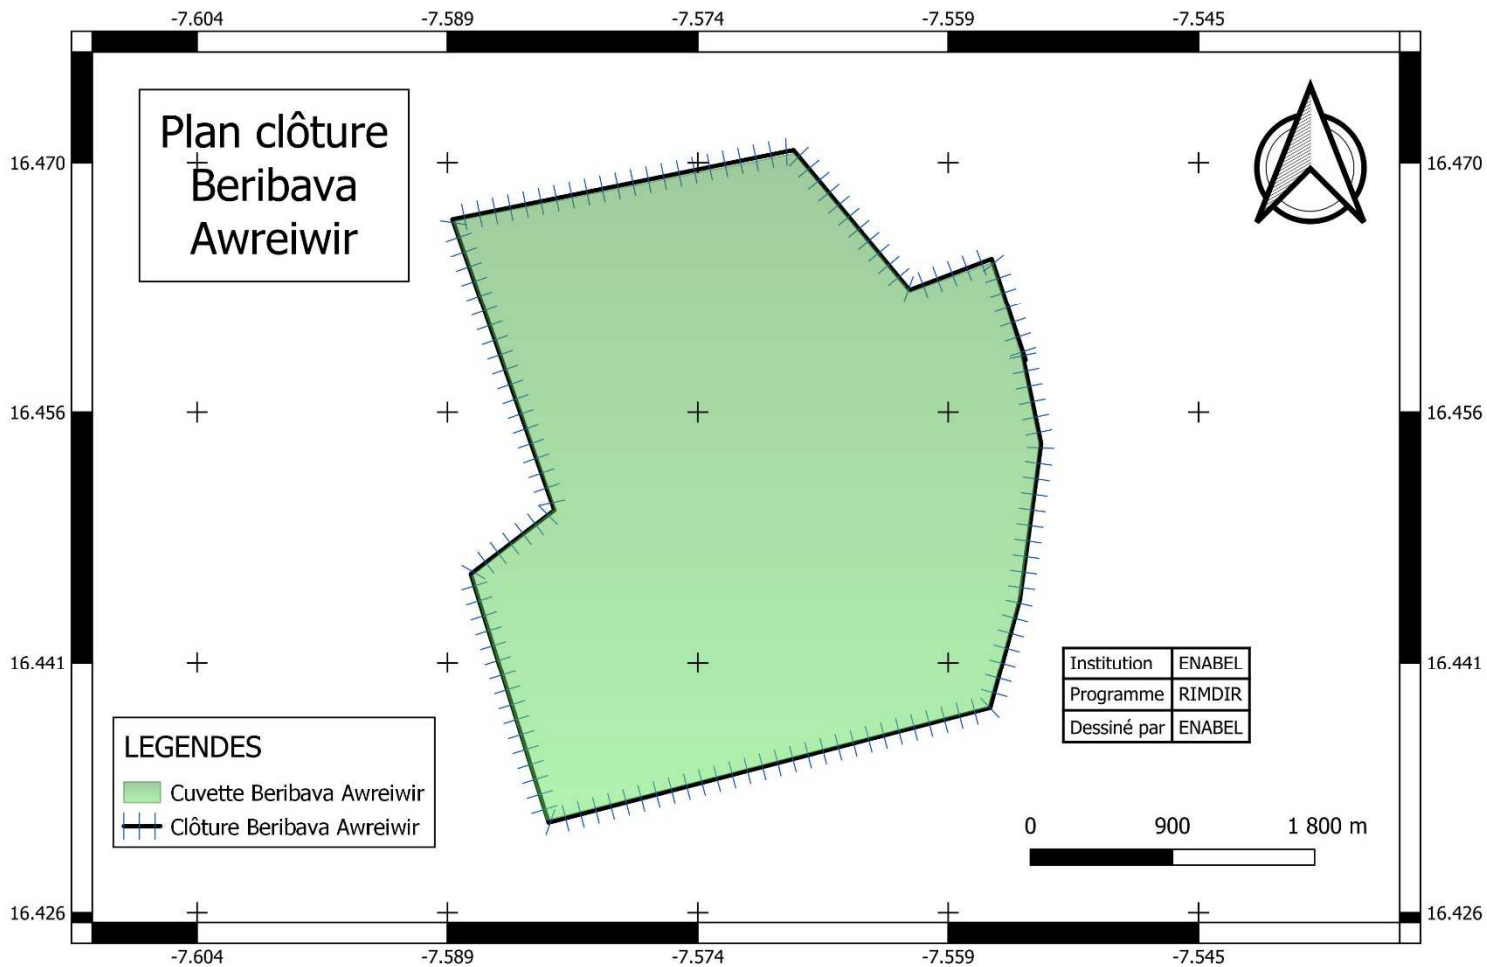 -7.604 -7.589 -7.574 -7.559 -7.545
Plan clôture
Beribava
Awreiwir
16.470 16.470
16.456 16.456
16.441 16.441
Institution ENABEL
Programme RIMDIR
Dessiné par ENABEL
LEGENDES
Cuvette Beribava Awreiwir
Clôture Beribava Awreiwir
0 900 1 800 m
16.426 16.426
-7.604 -7.589 -7.574 -7.559 -7.545